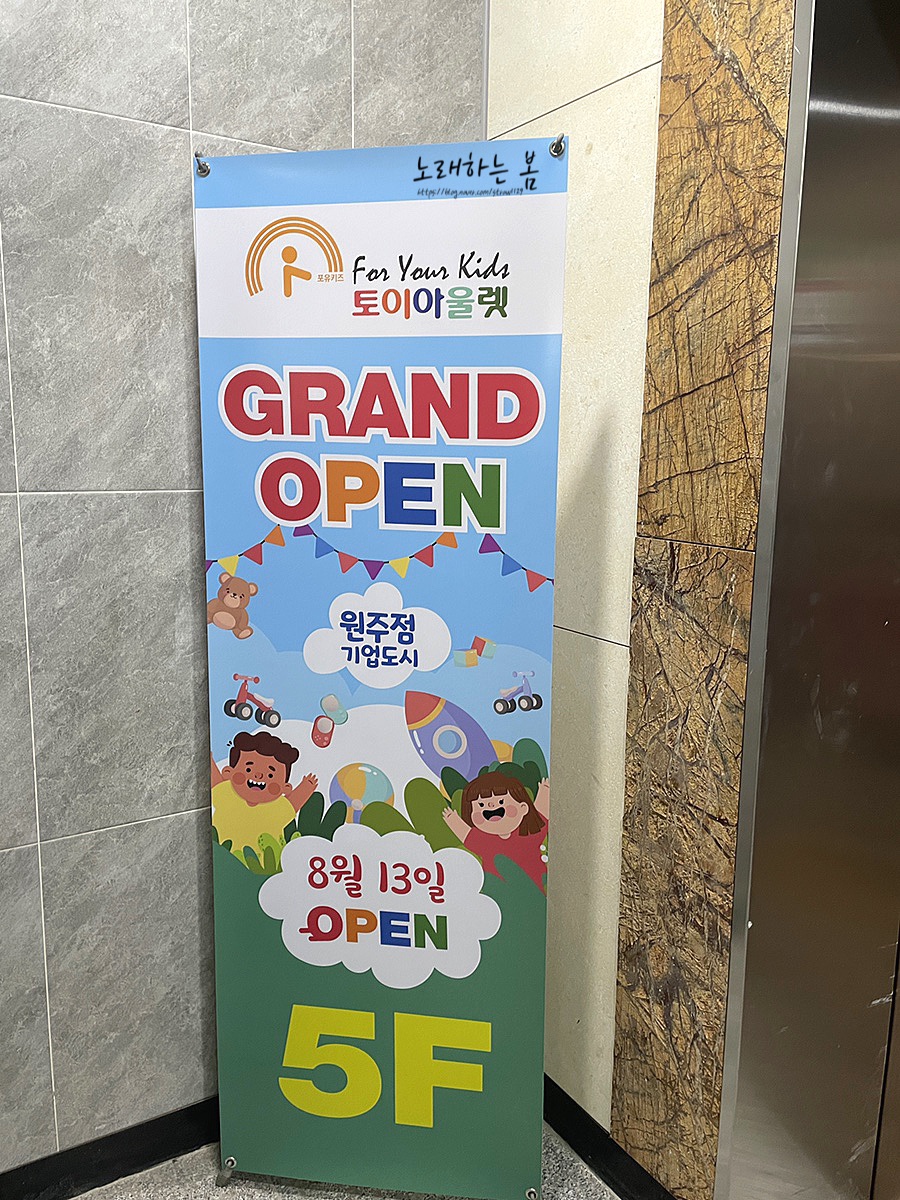 노래하는 봄
포유키즈
For Your Kids
토이아울렛
GRAND
OPEN
원주점
기업도시
8월 13일
OPEN
5F